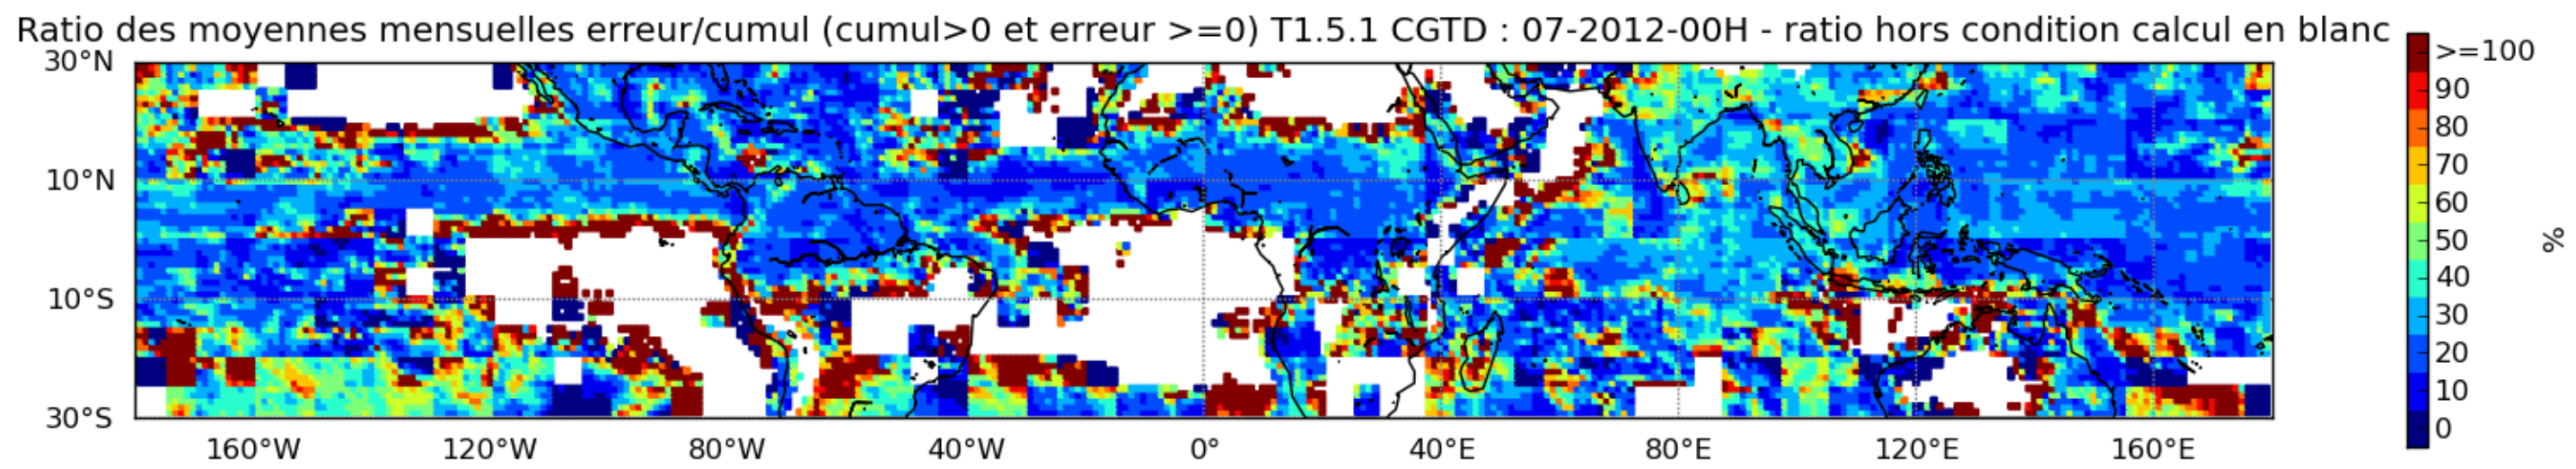 Ratio des moyennes mensuelles erreur/cumul (cumul>0 et erreur >=0) T1.5.1 CGTD : 07-2012-00H - ratio hors condition calcul en blanc
30°N
10°N
10°S
30°S
160°W 120°W 80°W 40°W 0° 40°E 80°E 120°E 160°E
>=100
90
80
70
60
50
40
30
20
10
0
%